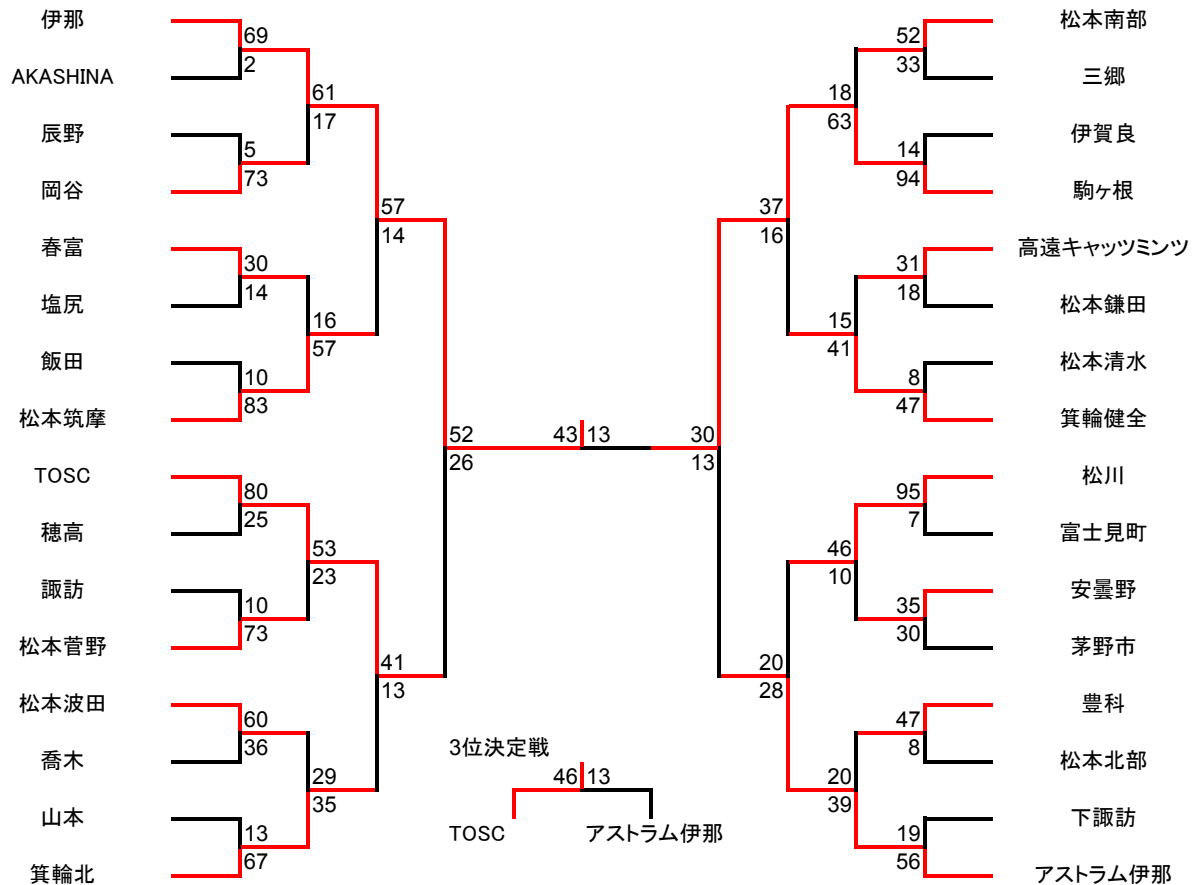 伊那
69
2
AKASHINA
61
17
辰野
5
73
岡谷
57
14
春富
30
14
塩尻
16
57
飯田
10
83
松本筑摩
52
26
TOSC
80
25
穂高
53
23
諏訪
10
73
松本菅野
41
13
松本波田
60
36
喬木
29
35
山本
13
67
箕輪北
43 13
3位決定戦
46 13
TOSC アストラム伊那
松本南部
52
33
三郷
18
63
伊賀良
14
94
駒ヶ根
37
16
高遠キャッツミンツ
31
18
松本鎌田
15
41
松本清水
8
47
箕輪健全
30
13
松川
95
7
富士見町
46
10
安曇野
35
30
茅野市
20
28
豊科
47
8
松本北部
20
39
下諏訪
19
56
アストラム伊那